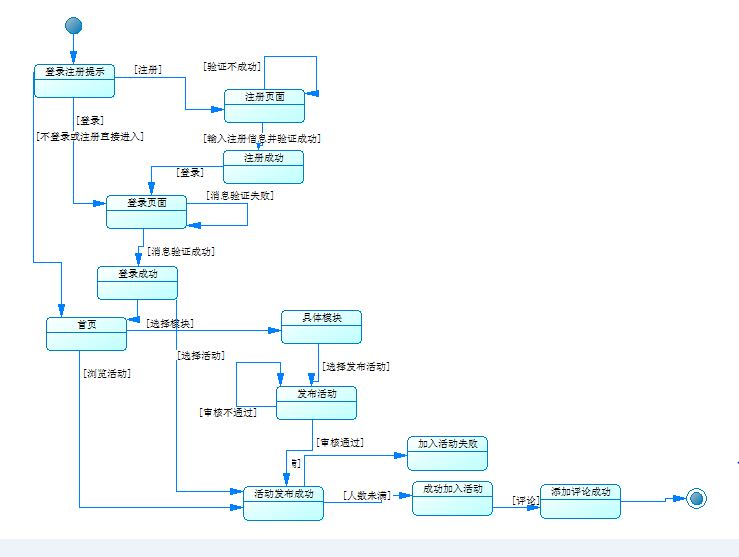 登录注册提示
[注册]
[验证不成功]
注册页面
[登录]
[不登录或注册直接进入]
[输入注册信息并验证成功]
注册成功
[登录]
登录页面
[消息验证失败]
[消息验证成功]
登录成功
首页
[选择模块]
具体模块
[选择活动]
[选择发布活动]
[浏览活动]
发布活动
[审核不通过]
[审核通过]
加入活动失败
满]
活动发布成功
[人数未满]
成功加入活动
[评论]
添加评论成功